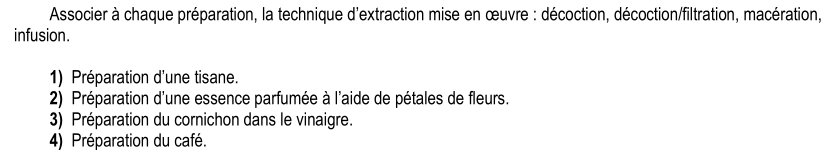 Associer à chaque préparation, la technique d'extraction mise en œuvre : décoction, décoction/filtration, macération,
infusion.
1) Préparation d'une tisane.
2) Préparation d'une essence parfumée à l'aide de pétales de fleurs.
3) Préparation du cornichon dans le vinaigre.
4) Préparation du café.